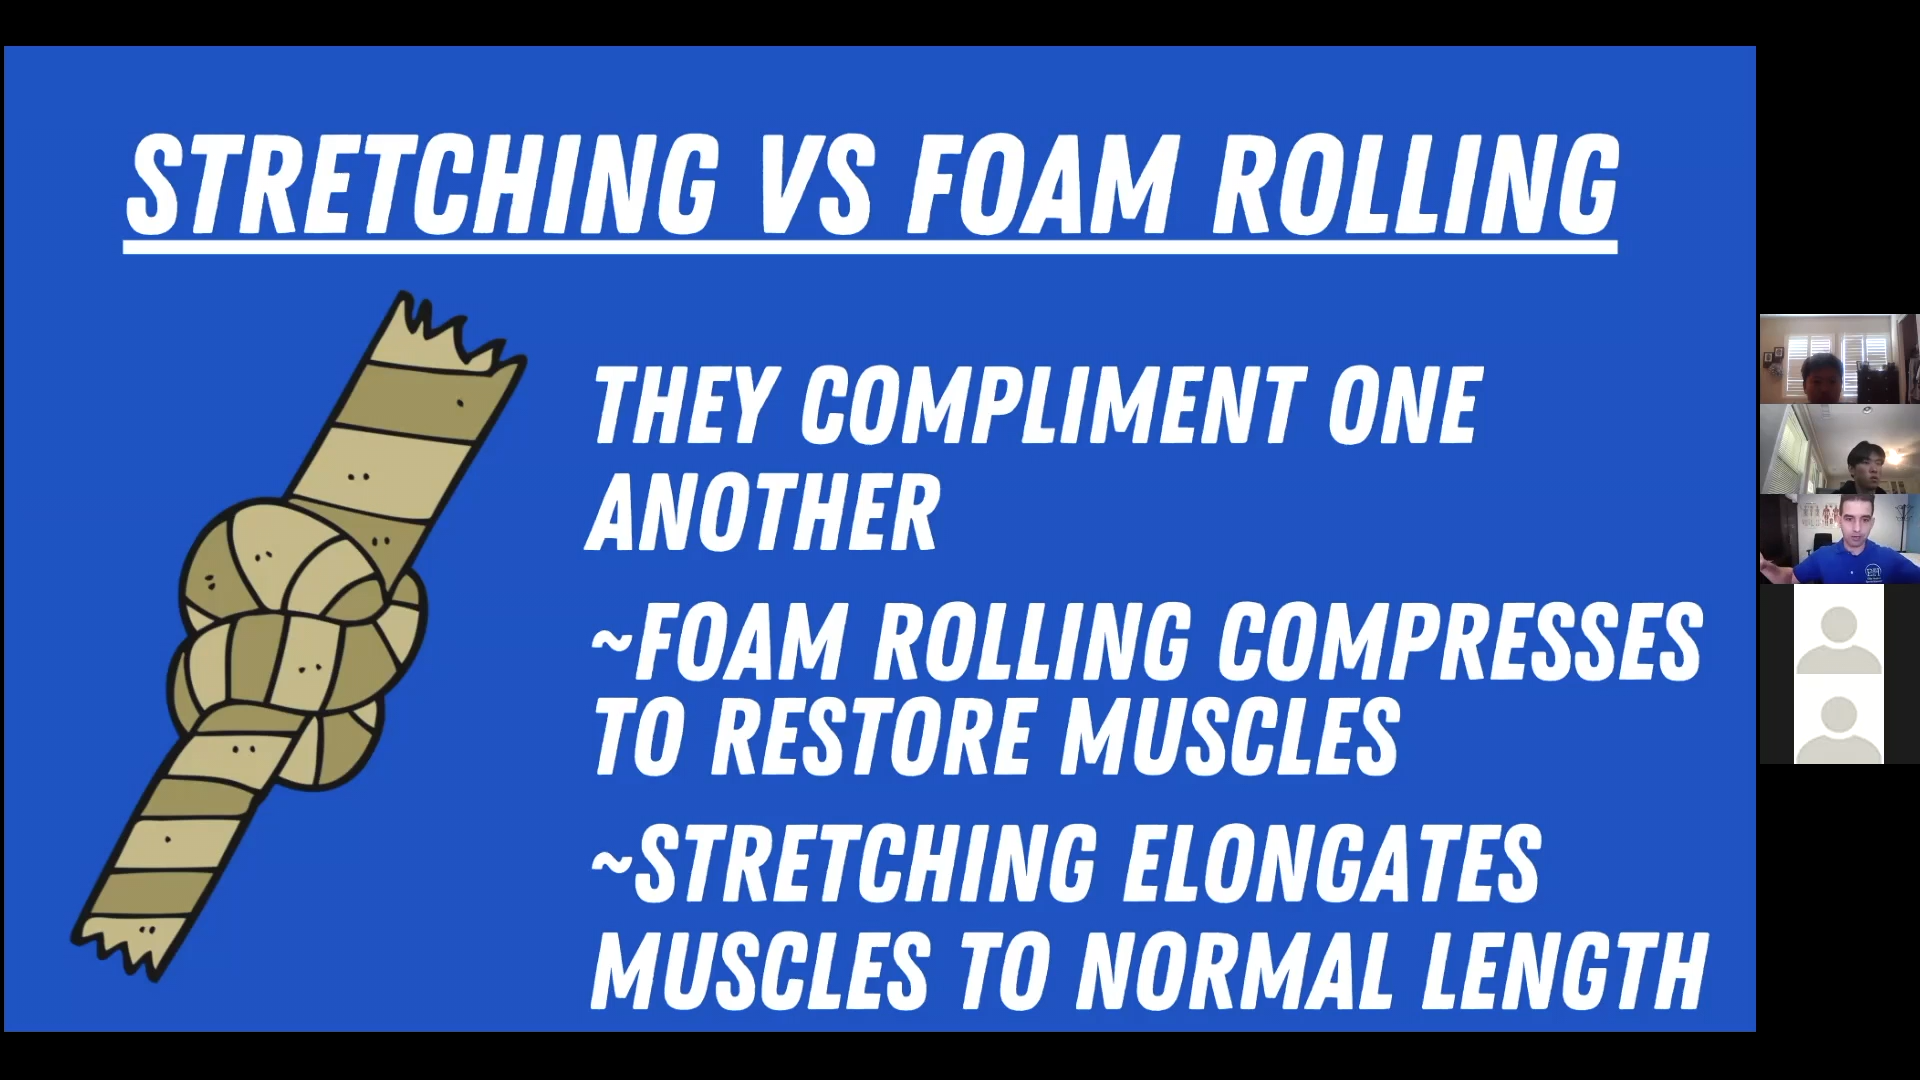 STRETCHING VS FOAM ROLLING
THEY COMPLIMENT ONE
ANOTHER
~FOAM ROLLING COMPRESSES
TO RESTORE MUSCLES
~STRETCHING ELONGATES
MUSCLES TO NORMAL LENGTH